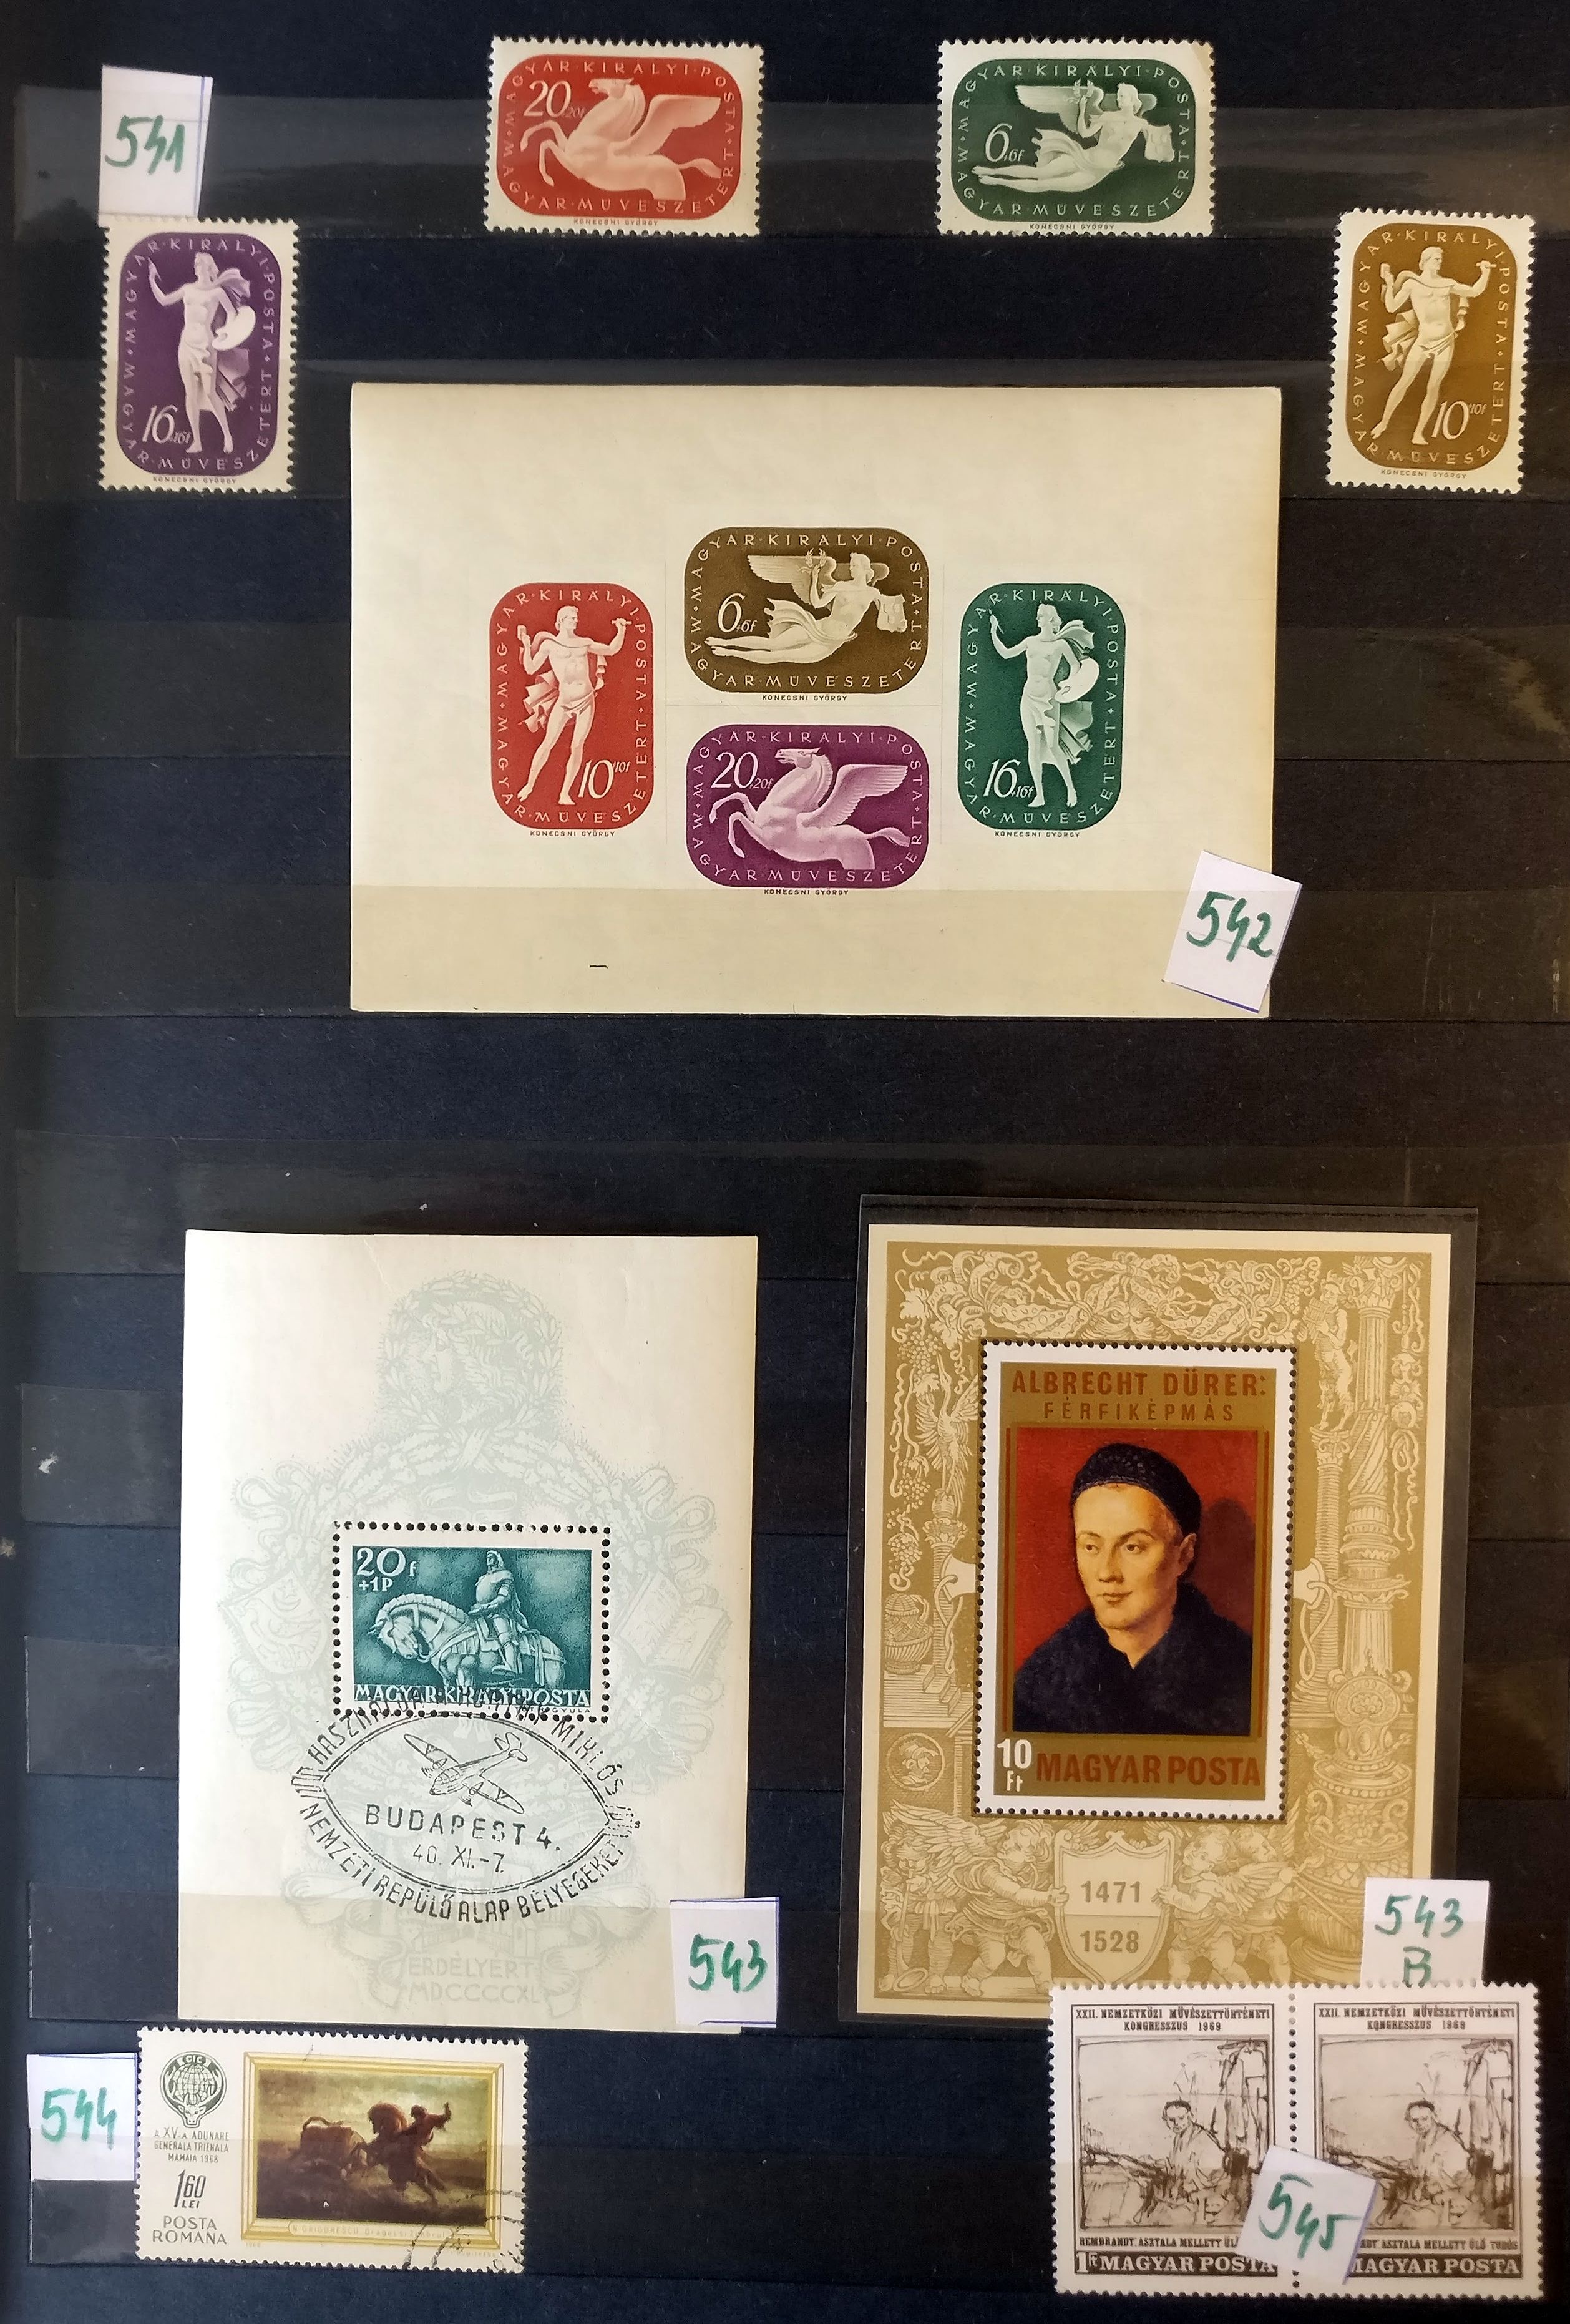 541
MAGYAR·KIRÁLYI·POSTA·MAGYAR·MŰVÉSZETÉRT·
20+20f
KONECSNI GYÖRGY
MAGYAR·KIRÁLYI·POSTA·MAGYAR·MŰVÉSZETÉRT·
6+6f
KONECSNI GYÖRGY
MAGYAR·KIRÁLYI·POSTA·MAGYAR·MŰVÉSZETÉRT·
16+16f
KONECSNI GYÖRGY
MAGYAR·KIRÁLYI·POSTA·MAGYAR·MŰVÉSZETÉRT·
10+10f
KONECSNI GYÖRGY
MAGYAR·KIRÁLYI·POSTA·MAGYAR·MŰVÉSZETÉRT·
6+6f
KONECSNI GYÖRGY
MAGYAR·KIRÁLYI·POSTA·MAGYAR·MŰVÉSZETÉRT·
10+10f
KONECSNI GYÖRGY
MAGYAR·KIRÁLYI·POSTA·MAGYAR·MŰVÉSZETÉRT·
16+16f
KONECSNI GYÖRGY
MAGYAR·KIRÁLYI·POSTA·MAGYAR·MŰVÉSZETÉRT·
20+20f
KONECSNI GYÖRGY
542
20f
+1P
MAGYAR·KIRÁLYI·POSTA
GYULA
MIKLÓS
BUDAPEST 4.
40. XI.-7.
NEMZETI REPÜLŐ ALAP BÉLYEGEKET
ERDÉLYÉRT
MDCCCCXL
543
ALBRECHT DÜRER:
FÉRFIKÉPMÁS
10
Ft
MAGYAR POSTA
1471
1528
543
B
544
CIC
A XV-A ADUNARE
GENERALĂ TRIENALĂ
MAMAIA 1968
1 60
LEI
POSTA
ROMANA
N. GRIGORESCU
XXII. NEMZETKÖZI MŰVÉSZETTÖRTÉNETI
KONGRESSZUS 1969
REMBRANDT ASZTALA MELLETT ÜLŐ
1Ft MAGYAR POSTA
XXII. NEMZETKÖZI MŰVÉSZETTÖRTÉNETI
KONGRESSZUS 1969
ASZTALA MELLETT ÜLŐ TUDÓS
MAGYAR POSTA
545